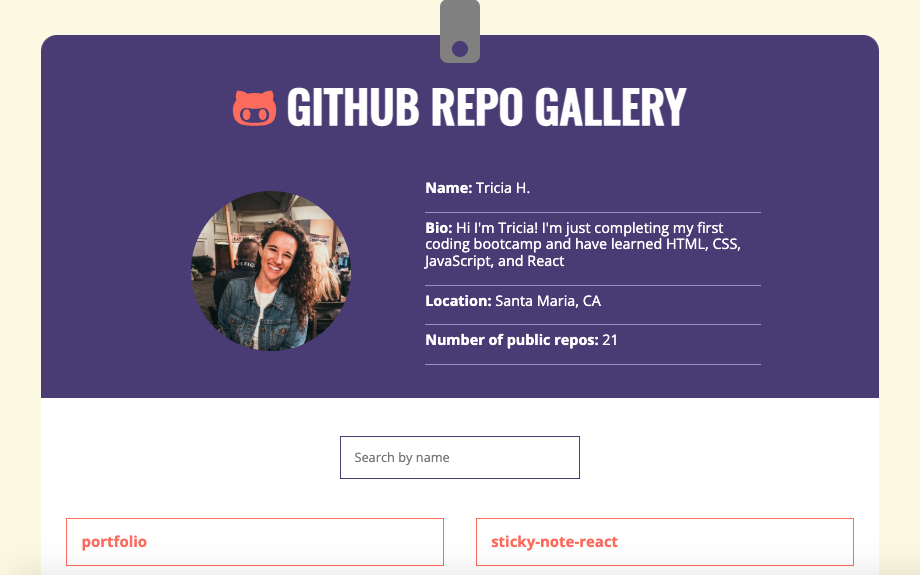 GITHUB REPO GALLERY
Name: Tricia H.
Bio: Hi I'm Tricia! I'm just completing my first
coding bootcamp and have learned HTML, CSS,
JavaScript, and React
Location: Santa Maria, CA
Number of public repos: 21
Search by name
portfolio
sticky-note-react